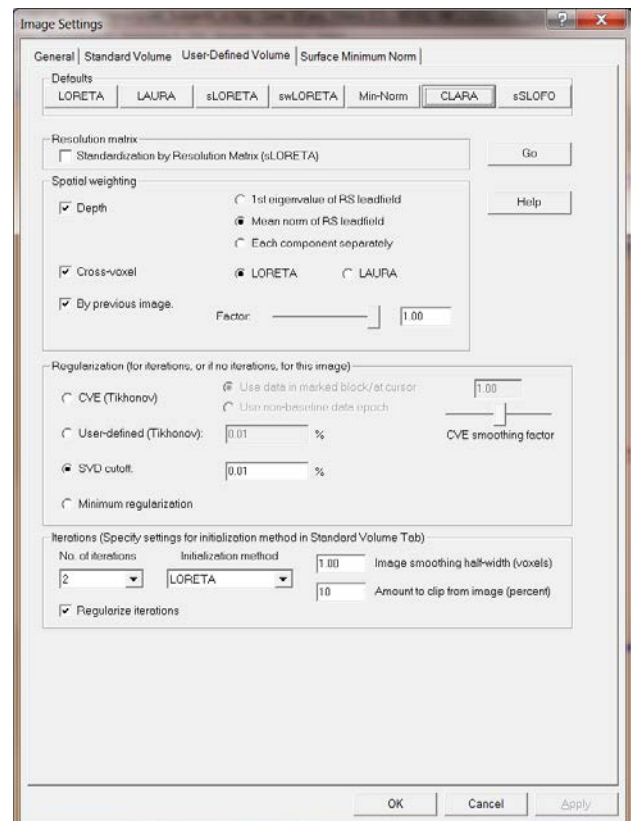 Image Settings
General Standard Volume User-Defined Volume Surface Minimum Norm
Defaults
LORETA LAURA sLORETA swLORETA Min-Norm CLARA sSLOFO
Resolution matrix
Standardization by Resolution Matrix (sLORETA)
Go
Spatial weighting
Help
Depth
1st eigenvalue of RS leadfield
Mean norm of RS leadfield
Each component separately
Cross-voxel LORETA LAURA
By previous image. Factor: 1.00
Regularization (for iterations, or if no iterations, for this image)
CVE (Tikhonov)
Use data in marked block/at cursor 1.00
Use non-baseline data epoch
User-defined (Tikhonov): 0.01 % CVE smoothing factor
SVD cutoff: 0.01 %
Minimum regularization
Iterations (Specify settings for initialization method in Standard Volume Tab)
No. of iterations Initialization method
2 LORETA
1.00 Image smoothing half-width (voxels)
10 Amount to clip from image (percent)
Regularize iterations
OK Cancel Apply